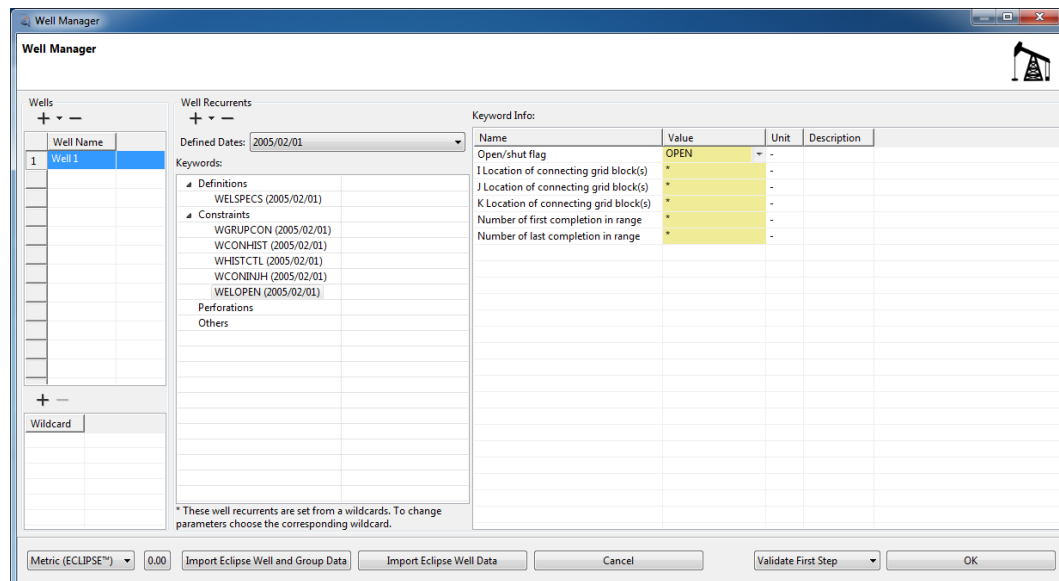 Well Manager
Well Manager
Wells
Well Name
1 Well 1
Wildcard
Well Recurrents
Defined Dates: 2005/02/01
Keywords:
Definitions
WELSPECS (2005/02/01)
Constraints
WGRUPCON (2005/02/01)
WCONHIST (2005/02/01)
WHISTCTL (2005/02/01)
WCONINJH (2005/02/01)
WELOPEN (2005/02/01)
Perforations
Others
* These well recurrents are set from a wildcards. To change
parameters choose the corresponding wildcard.
Keyword Info:
Name Value Unit Description
Open/shut flag OPEN -
I Location of connecting grid block(s) * -
J Location of connecting grid block(s) * -
K Location of connecting grid block(s) * -
Number of first completion in range * -
Number of last completion in range * -
Metric (ECLIPSE™) 0.00 Import Eclipse Well and Group Data Import Eclipse Well Data Cancel Validate First Step OK